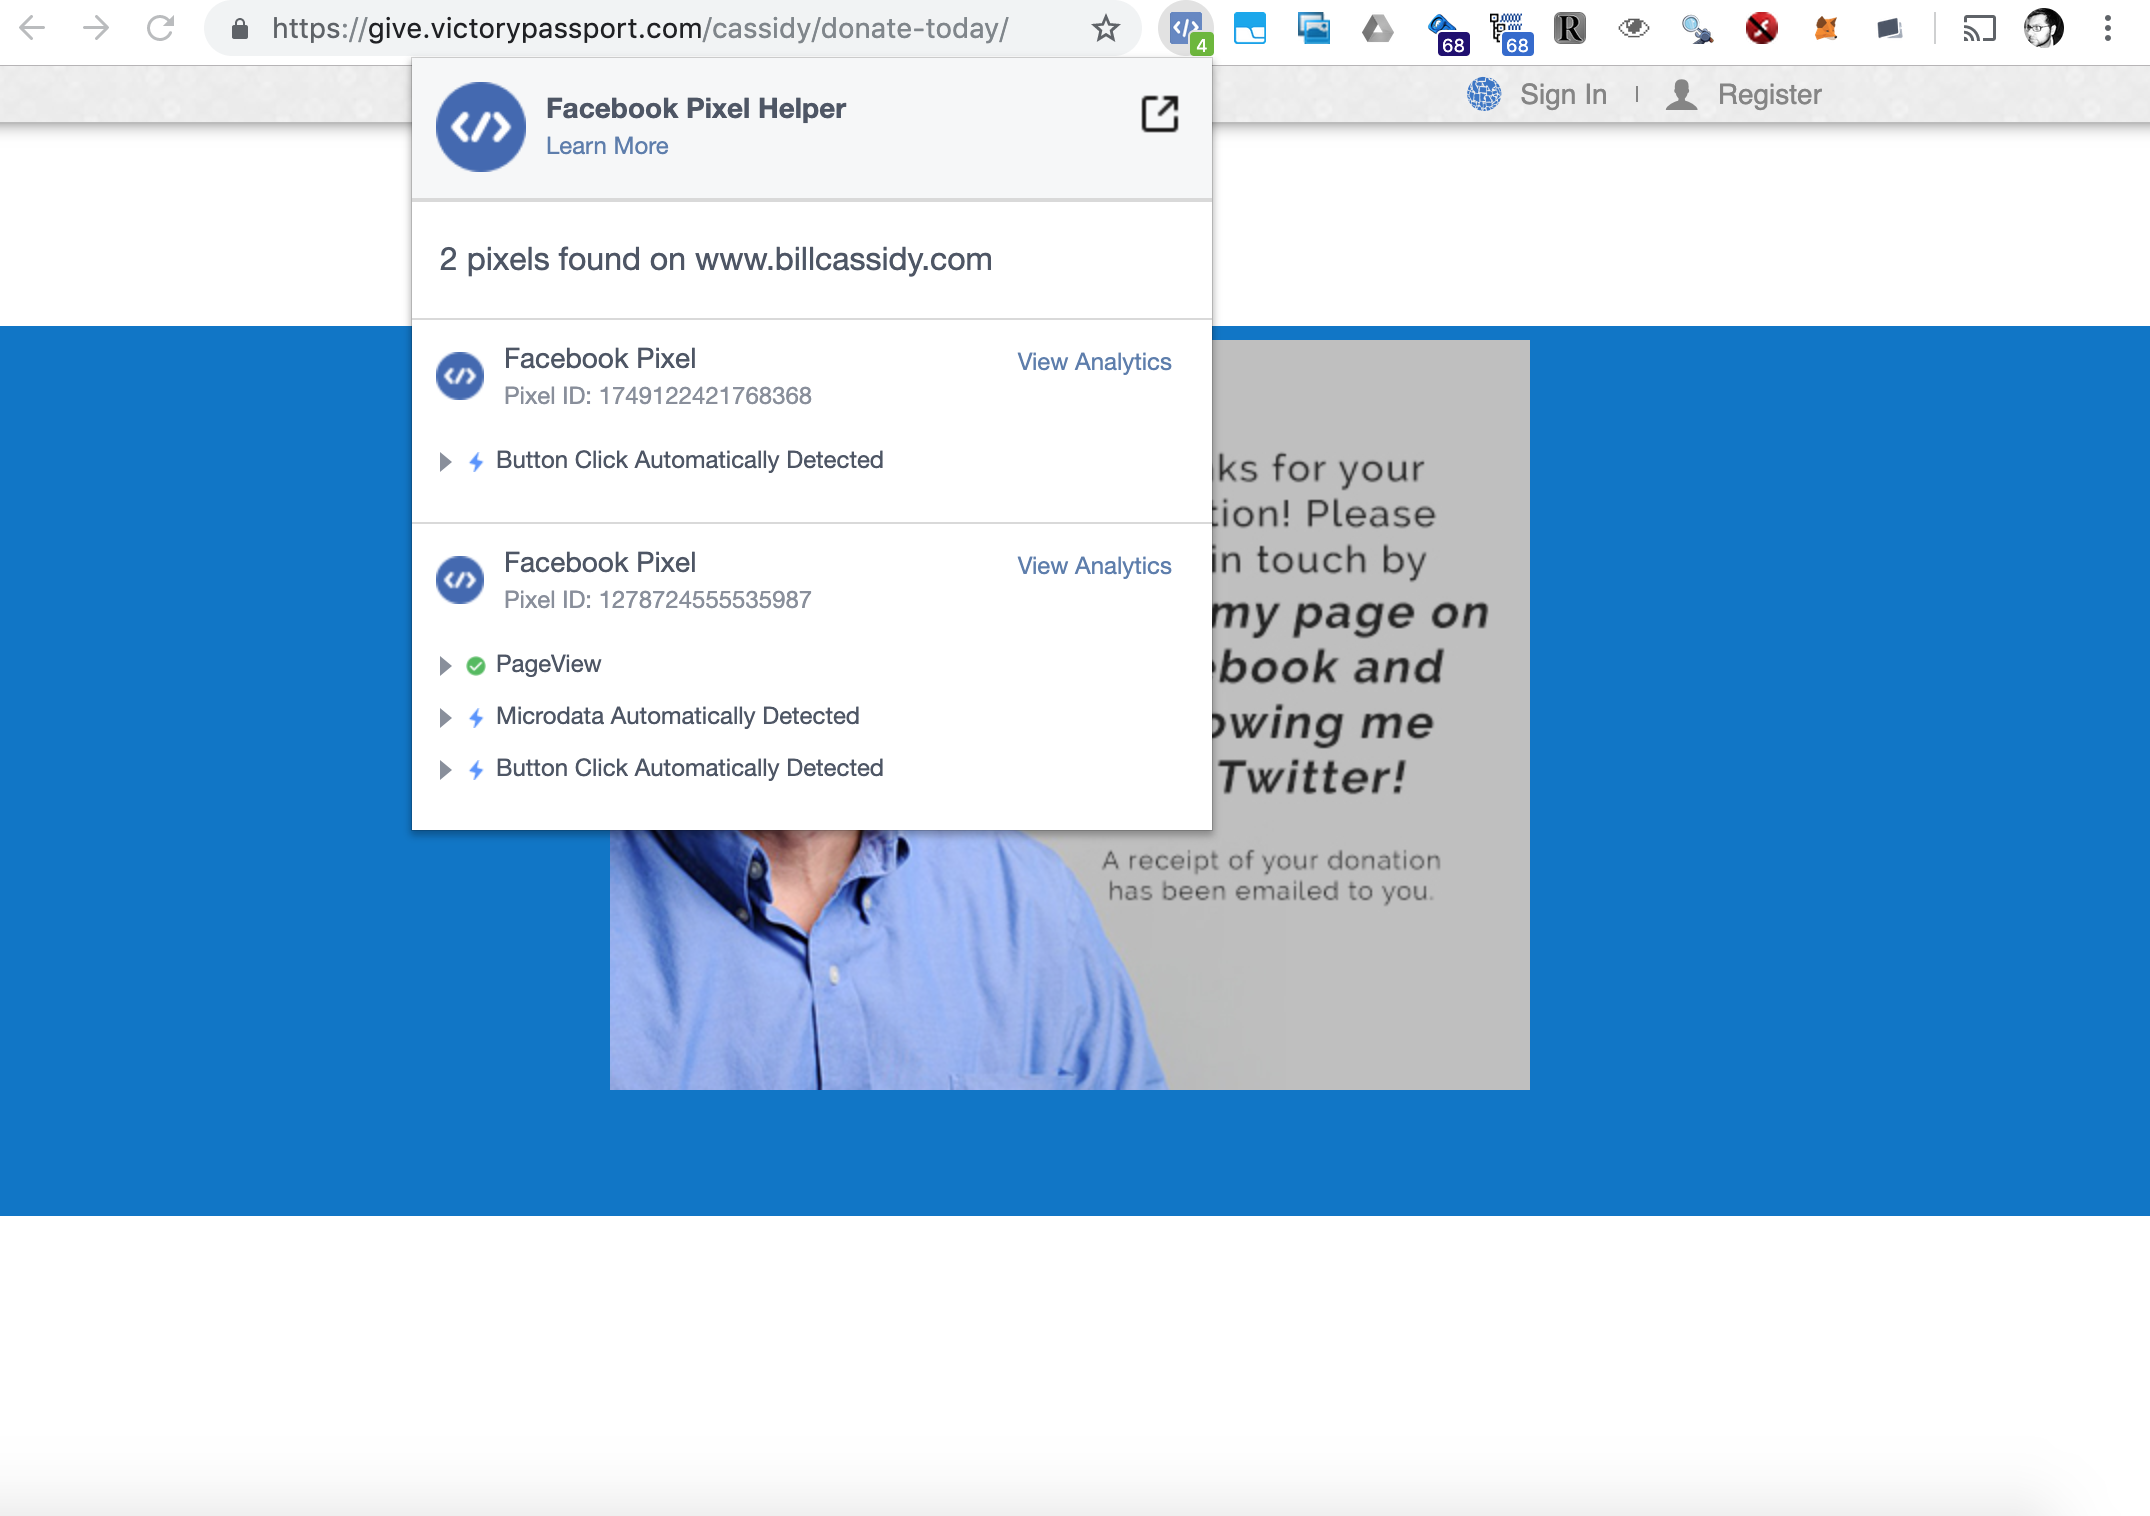 https://give.victorypassport.com/cassidy/donate-today/
4
68
68
R
Sign In
Register
Facebook Pixel Helper
Learn More
2 pixels found on www.billcassidy.com
Facebook Pixel
View Analytics
Pixel ID: 1749122421768368
Button Click Automatically Detected
Facebook Pixel
View Analytics
Pixel ID: 1278724555535987
PageView
Microdata Automatically Detected
Button Click Automatically Detected
ks for your
tion! Please
in touch by
my page on
book and
owing me
Twitter!
A receipt of your donation
has been emailed to you.